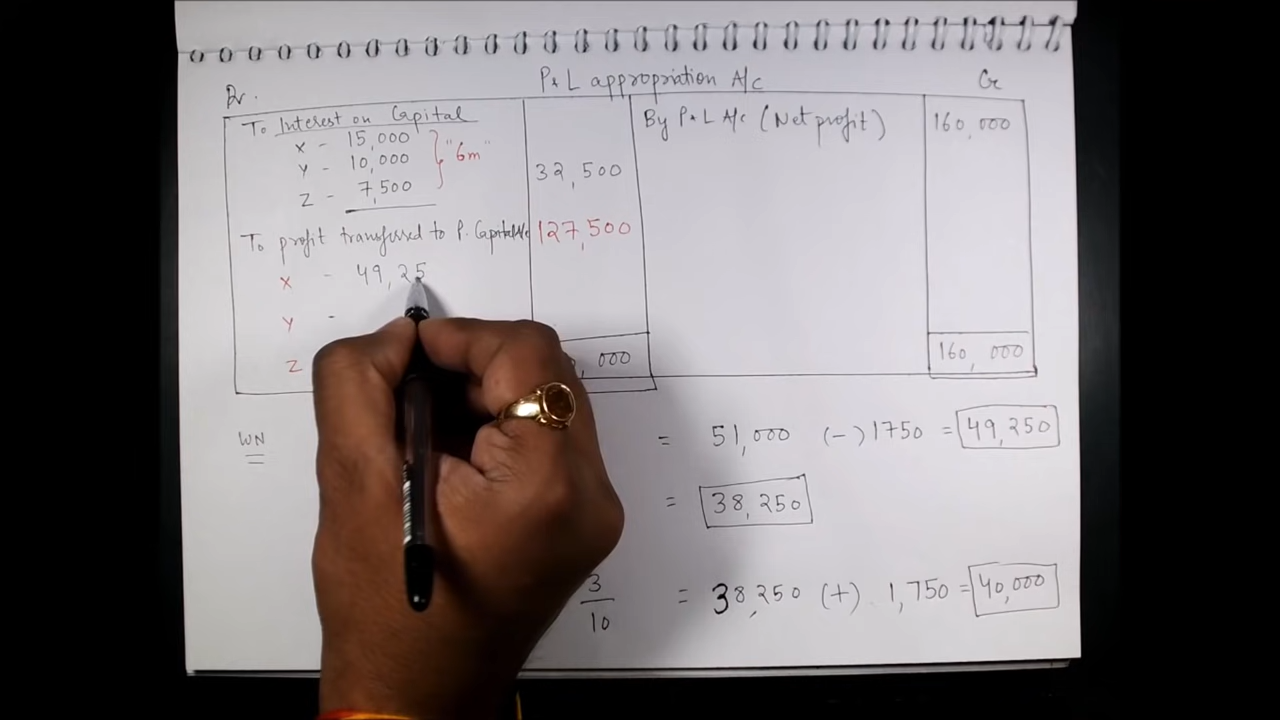 Dr. P & L appropriation A/c Cr
To Interest on Capital
X - 15,000
Y - 10,000 "6m"
Z - 7,500
32,500
To profit transferred to P. Capital A/c 127,500
X - 49,25
Y -
Z
,000
By P & L A/c (Net profit) 160,000
160,000
WN
= 51,000 (-) 1750 = 49,250
= 38,250
3/10 = 38,250 (+) 1,750 = 40,000